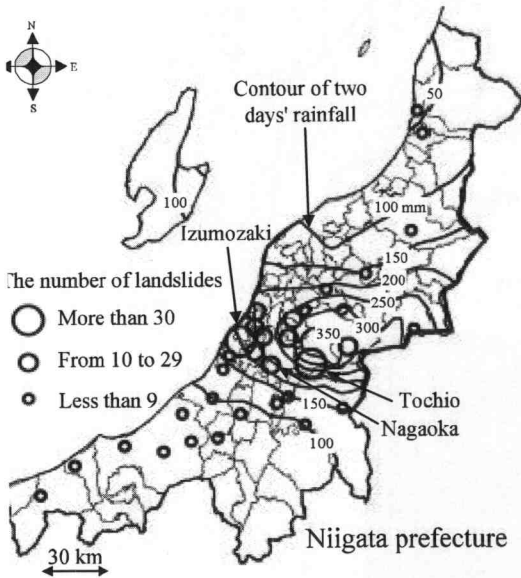 N
E
S
50
Contour of two
days' rainfall
100
100 mm
Izumozaki
150
200
The number of landslides
250
More than 30
300
350
From 10 to 29
Less than 9
150
Tochio
Nagaoka
100
Niigata prefecture
30 km